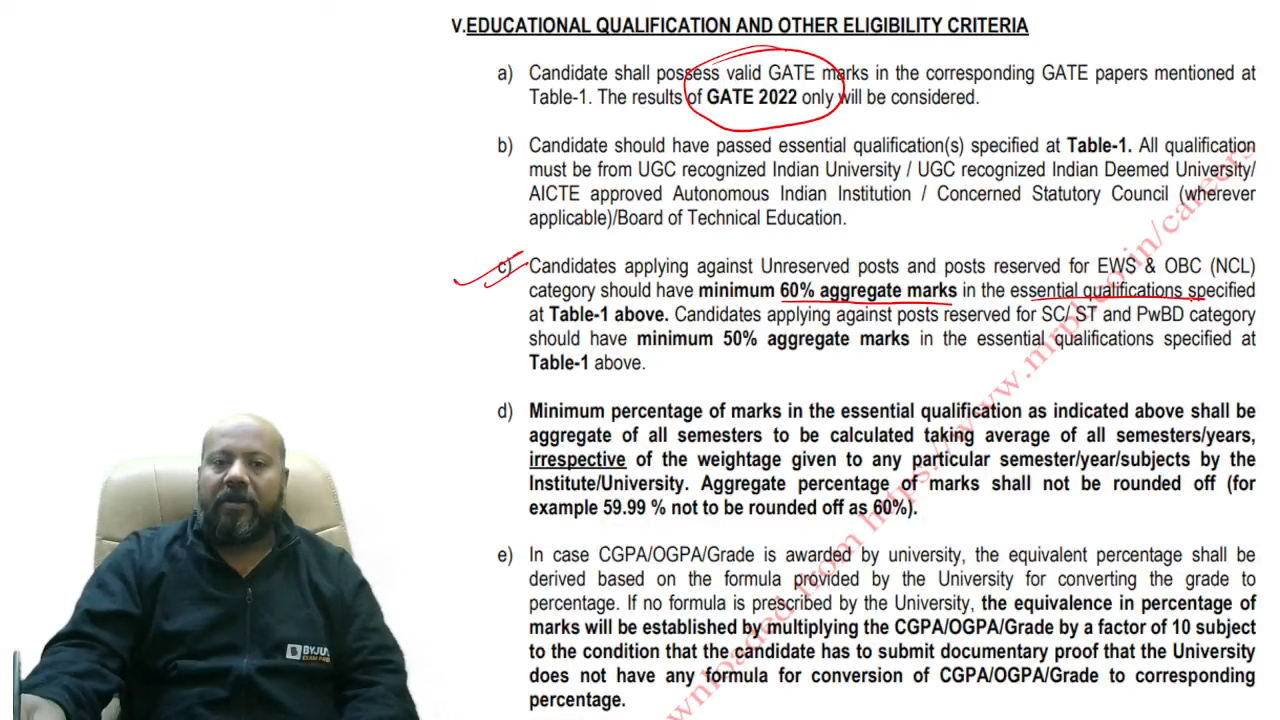 V.EDUCATIONAL QUALIFICATION AND OTHER ELIGIBILITY CRITERIA
a) Candidate shall possess valid GATE marks in the corresponding GATE papers mentioned at
Table-1. The results of GATE 2022 only will be considered.
b) Candidate should have passed essential qualification(s) specified at Table-1. All qualification
must be from UGC recognized Indian University / UGC recognized Indian Deemed University/
AICTE approved Autonomous Indian Institution / Concerned Statutory Council (wherever
applicable)/Board of Technical Education.
c) Candidates applying against Unreserved posts and posts reserved for EWS & OBC (NCL)
category should have minimum 60% aggregate marks in the essential qualifications specified
at Table-1 above. Candidates applying against posts reserved for SC/ ST and PwBD category
should have minimum 50% aggregate marks in the essential qualifications specified at
Table-1 above.
d) Minimum percentage of marks in the essential qualification as indicated above shall be
aggregate of all semesters to be calculated taking average of all semesters/years,
irrespective of the weightage given to any particular semester/year/subjects by the
Institute/University. Aggregate percentage of marks shall not be rounded off (for
example 59.99 % not to be rounded off as 60%).
e) In case CGPA/OGPA/Grade is awarded by university, the equivalent percentage shall be
derived based on the formula provided by the University for converting the grade to
percentage. If no formula is prescribed by the University, the equivalence in percentage of
marks will be established by multiplying the CGPA/OGPA/Grade by a factor of 10 subject
to the condition that the candidate has to submit documentary proof that the University
does not have any formula for conversion of CGPA/OGPA/Grade to corresponding
percentage.
wnloaded from https://www.mrpl.co.in/careers
BYJU'S
EXAM PREP